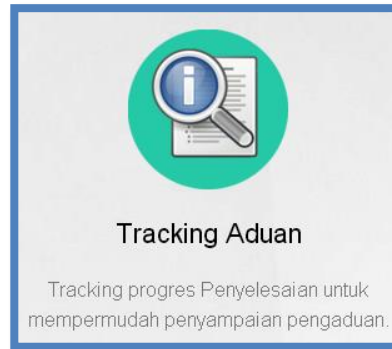 Tracking Aduan
Tracking progres Penyelesaian untuk
mempermudah penyampaian pengaduan.